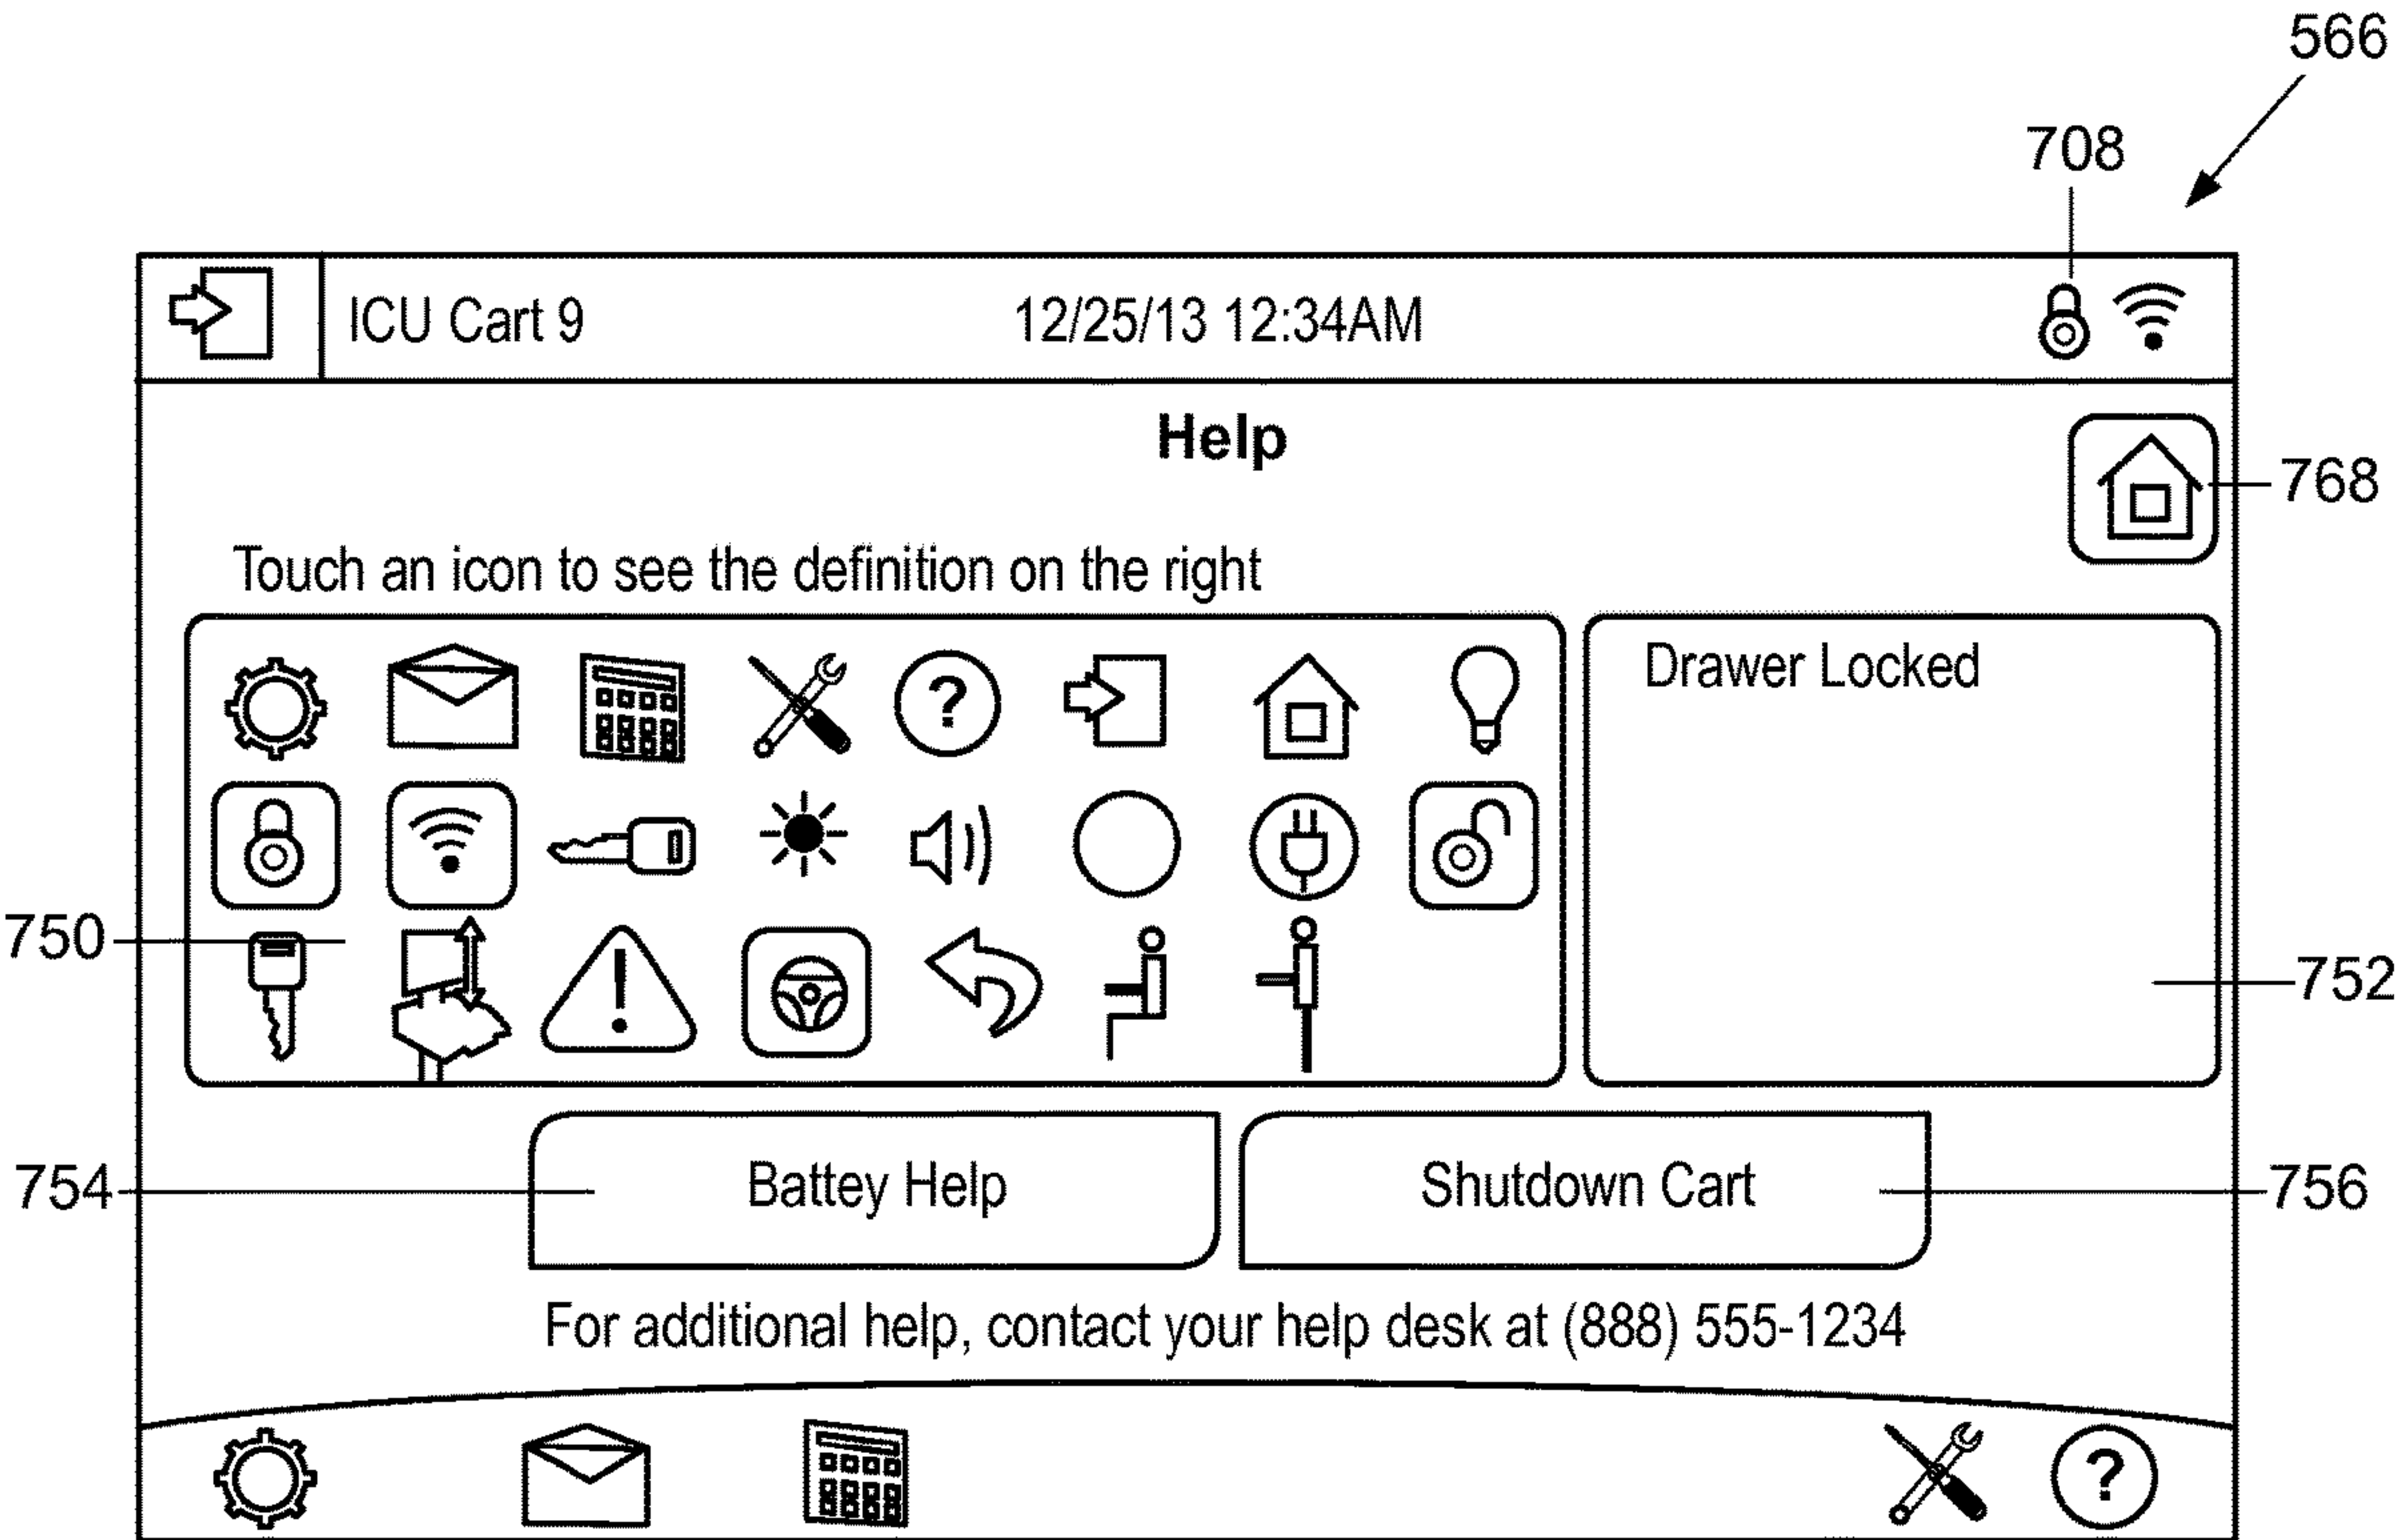 566
708
ICU Cart 9 12/25/13 12:34AM
Help
768
Touch an icon to see the definition on the right
Drawer Locked
?
750
!
752
754
Battey Help
Shutdown Cart
756
For additional help, contact your help desk at (888) 555-1234
?